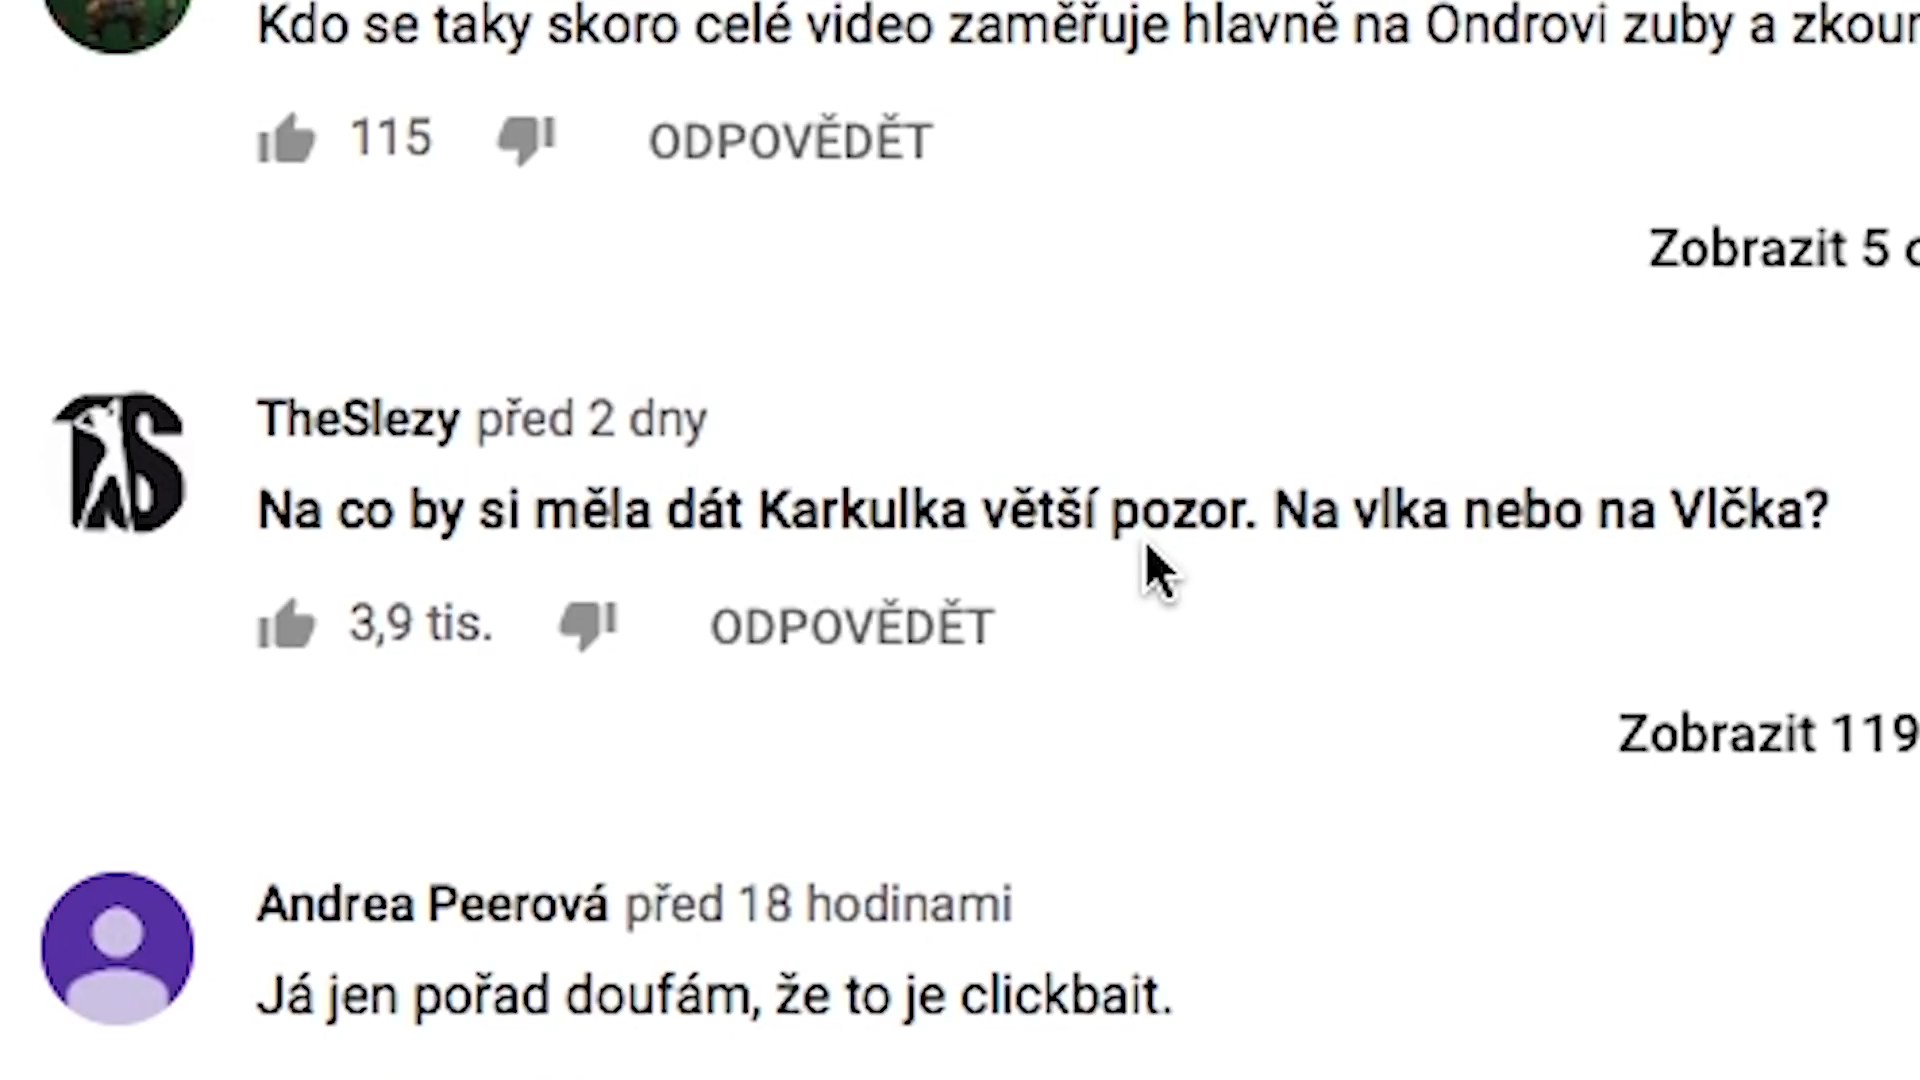 Kdo se taky skoro celé video zaměřuje hlavně na Ondrovi zuby a
115 ODPOVĚDĚT
Zobrazit 5
TheSlezy před 2 dny
Na co by si měla dát Karkulka větší pozor. Na vlka nebo na Vlčka?
3,9 tis. ODPOVĚDĚT
Zobrazit 119
Andrea Peerová před 18 hodinami
Já jen pořad doufám, že to je clickbait.